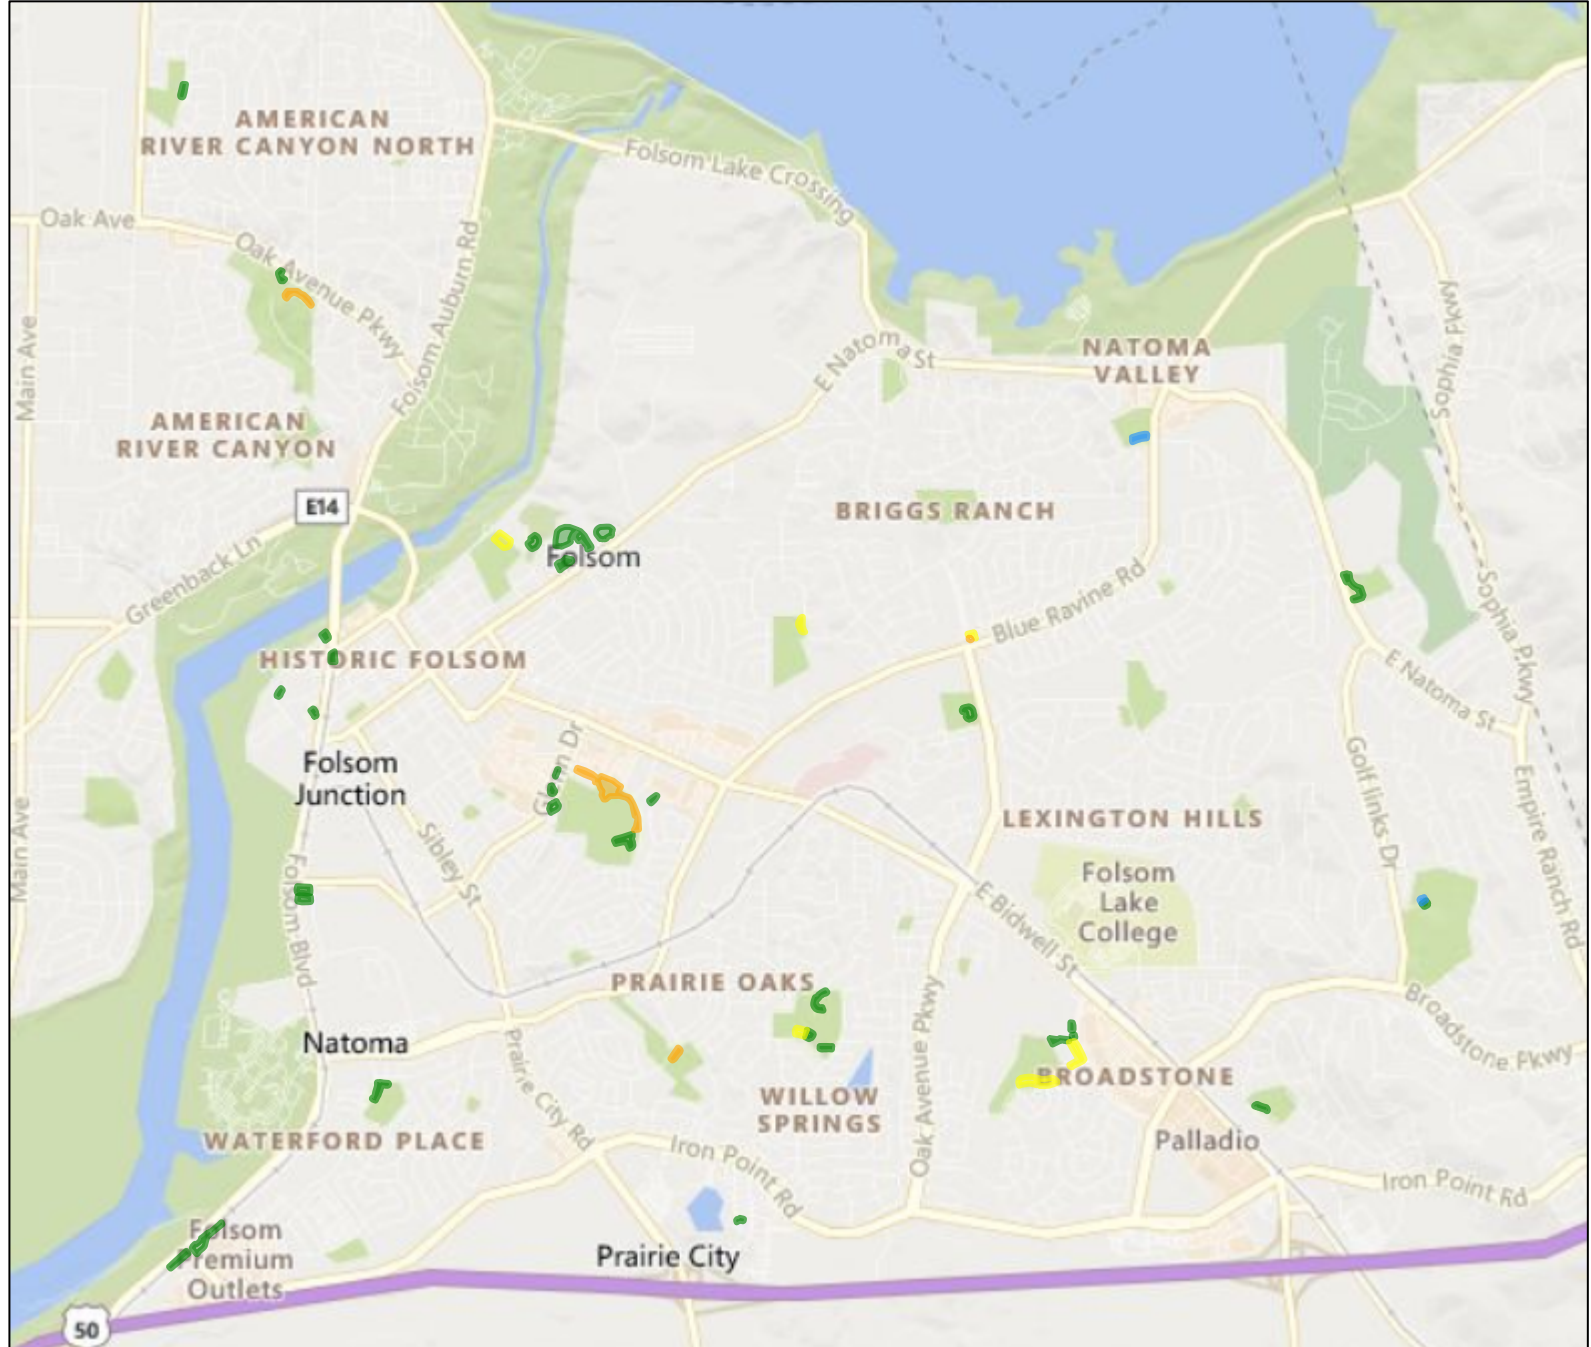 AMERICAN
RIVER CANYON NORTH
Folsom Lake Crossing
Oak Ave
Oak Avenue Pkwy
Folsom Auburn Rd
Main Ave
Sophia Pkwy
E Natoma St
NATOMA
VALLEY
AMERICAN
RIVER CANYON
E14
BRIGGS RANCH
Greenback Ln
Folsom
Blue Ravine Rd
Sophia Pkwy
HISTORIC FOLSOM
E Natoma St
Folsom
Junction
Glenn Dr
Golf links Dr
Empire Ranch Rd
Main Ave
Sibley St
LEXINGTON HILLS
Folsom
Lake
College
Folsom Blvd
E Bidwell St
PRAIRIE OAKS
Oak Avenue Pkwy
Broadstone Pkwy
Natoma
Prairie City Rd
BROADSTONE
WILLOW
SPRINGS
WATERFORD PLACE
Palladio
Iron Point Rd
Iron Point Rd
Folsom
Premium
Outlets
Prairie City
50